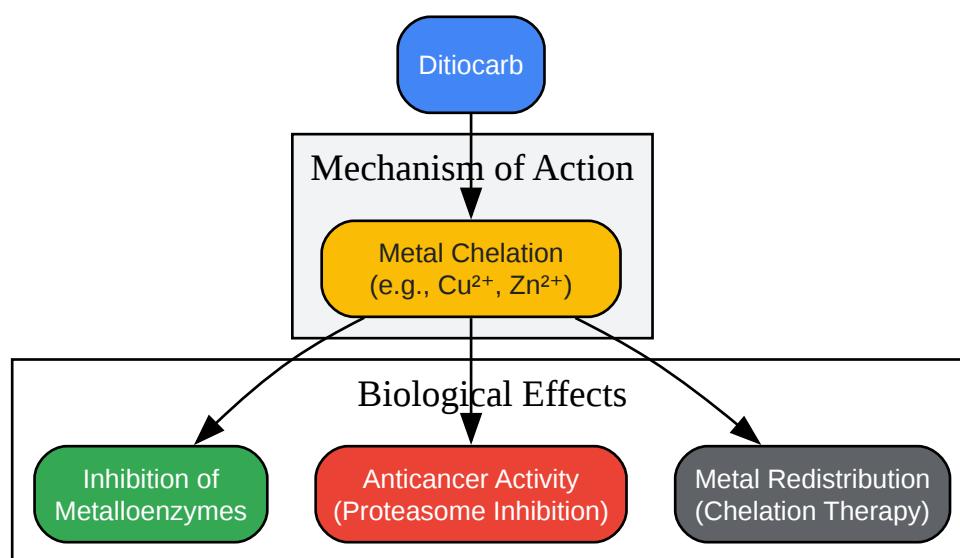 Ditiocarb
Mechanism of Action
Metal Chelation
(e.g., Cu²⁺, Zn²⁺)
Biological Effects
Inhibition of
Metalloenzymes
Anticancer Activity
(Proteasome Inhibition)
Metal Redistribution
(Chelation Therapy)